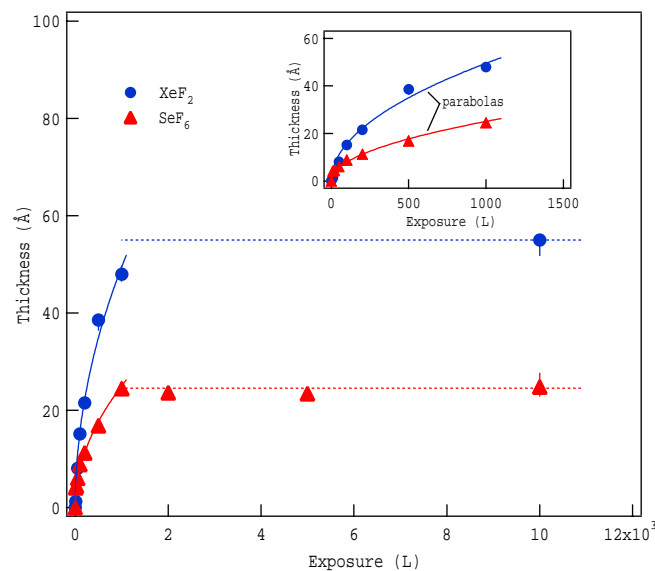 100
80
60
40
20
0
Thickness (Å)
XeF₂
SeF₆
60
40
20
0
Thickness (Å)
parabolas
0 500 1000 1500
Exposure (L)
0 2 4 6 8 10 12x10³
Exposure (L)